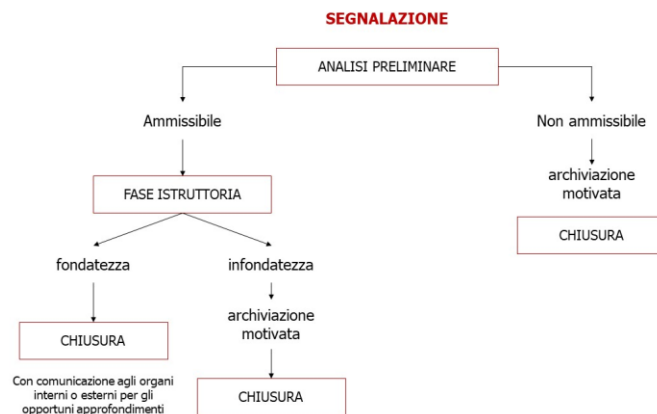 SEGNALAZIONE
ANALISI PRELIMINARE
Ammissibile
Non ammissibile
archiviazione
motivata
FASE ISTRUTTORIA
CHIUSURA
fondatezza
infondatezza
archiviazione
motivata
CHIUSURA
Con comunicazione agli organi
interni o esterni per gli
opportuni approfondimenti
CHIUSURA